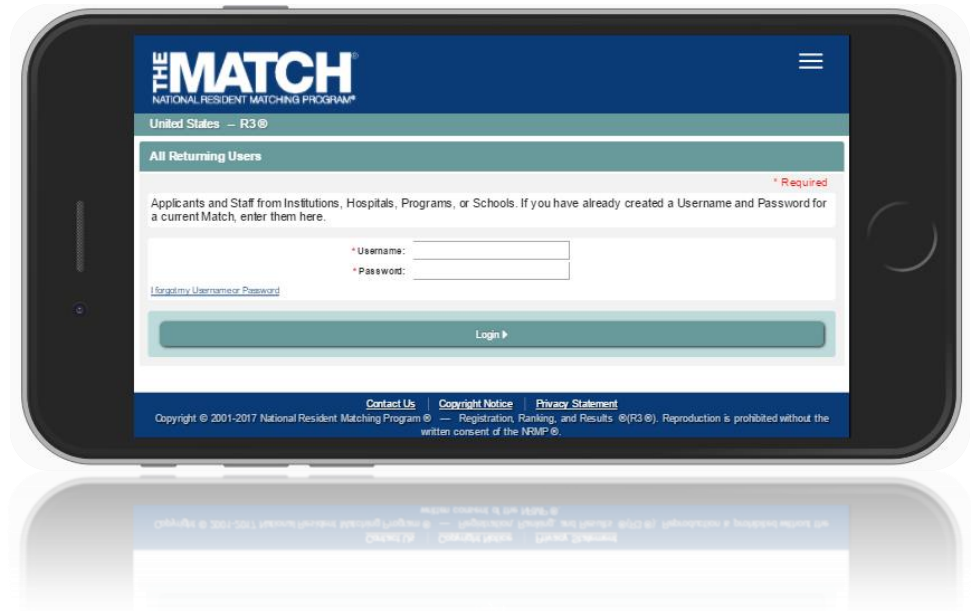 THE MATCH®
NATIONAL RESIDENT MATCHING PROGRAM®
United States – R3®
All Returning Users
* Required
Applicants and Staff from Institutions, Hospitals, Programs, or Schools. If you have already created a Username and Password for
a current Match, enter them here.
* Username:
* Password:
I forgot my Username or Password
Login
Contact Us | Copyright Notice | Privacy Statement
Copyright © 2001-2017 National Resident Matching Program ® — Registration, Ranking, and Results ®(R3®). Reproduction is prohibited without the
written consent of the NRMP®.